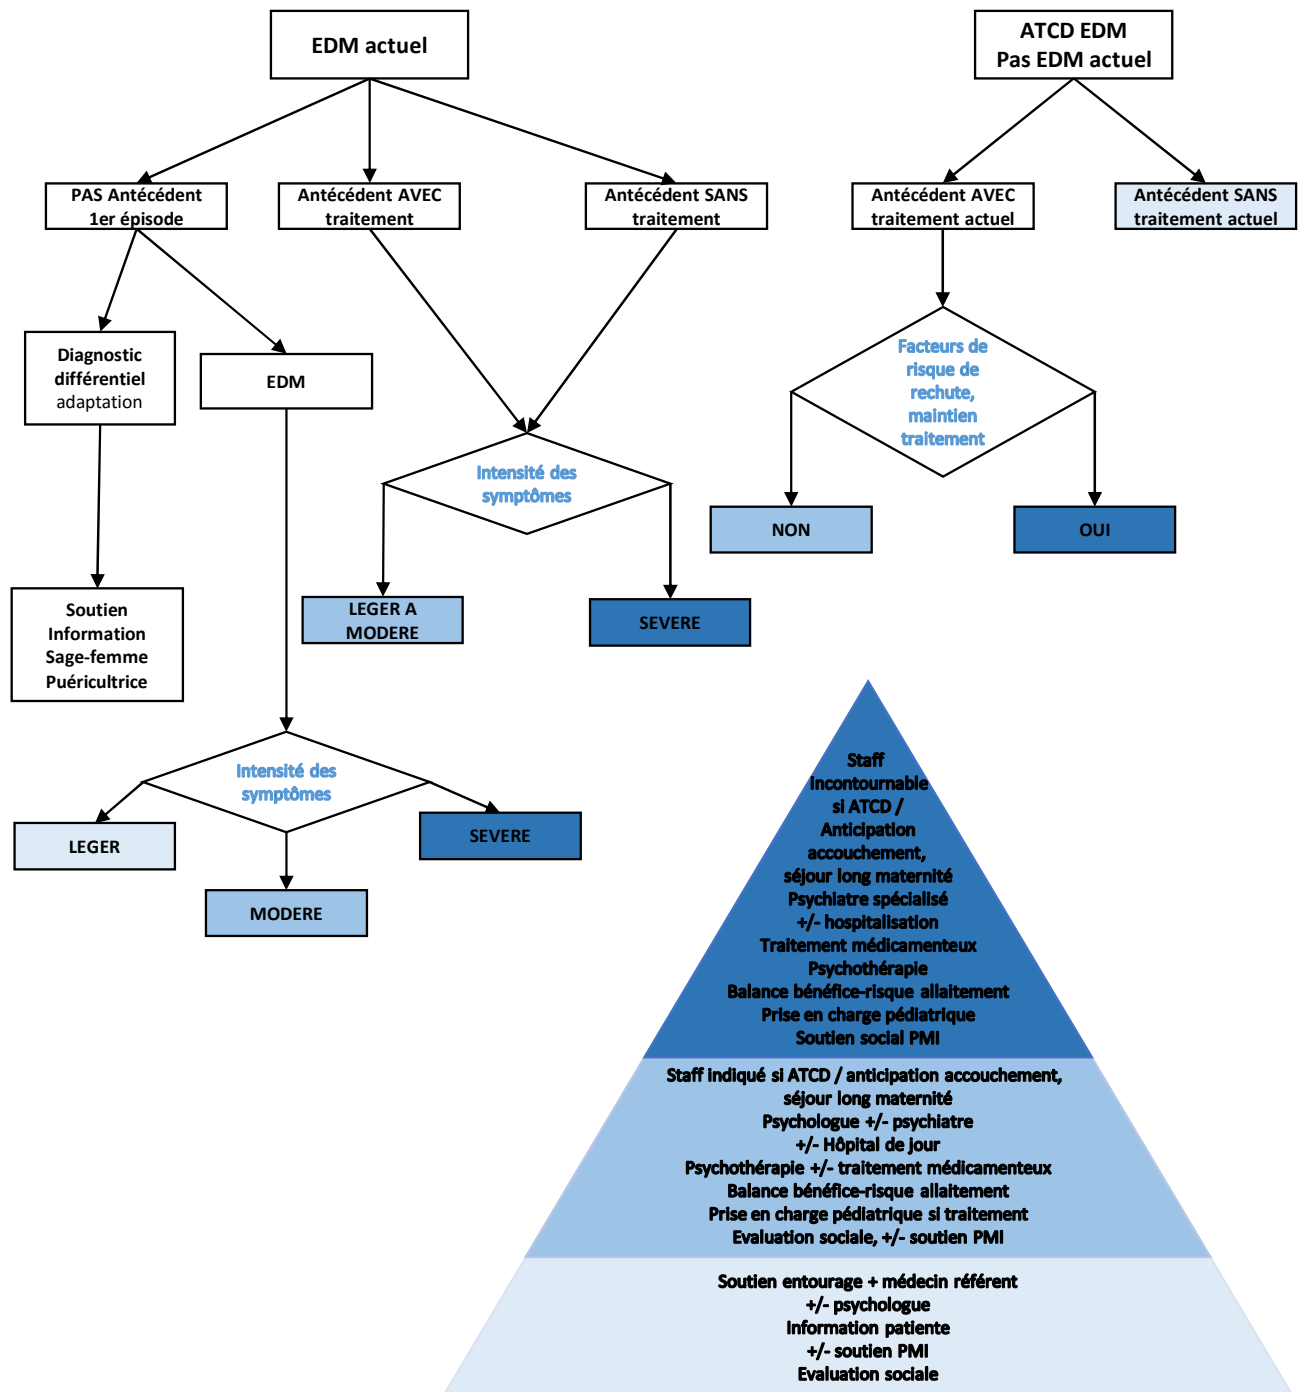 EDM actuel
ATCD EDM
Pas EDM actuel
PAS Antécédent
1er épisode
Antécédent AVEC
traitement
Antécédent SANS
traitement
Antécédent AVEC
traitement actuel
Antécédent SANS
traitement actuel
Diagnostic
différentiel
adaptation
EDM
Facteurs de
risque de
rechute,
maintien
traitement
Intensité des
symptômes
NON
OUI
Soutien
Information
Sage-femme
Puéricultrice
LEGER A
MODERE
SEVERE
Intensité des
symptômes
LEGER
SEVERE
MODERE
Staff
incontournable
si ATCD /
Anticipation
accouchement,
séjour long maternité
Psychiatre spécialisé
+/- hospitalisation
Traitement médicamenteux
Psychothérapie
Balance bénéfice-risque allaitement
Prise en charge pédiatrique
Soutien social PMI
Staff indiqué si ATCD / anticipation accouchement,
séjour long maternité
Psychologue +/- psychiatre
+/- Hôpital de jour
Psychothérapie +/- traitement médicamenteux
Balance bénéfice-risque allaitement
Prise en charge pédiatrique si traitement
Evaluation sociale, +/- soutien PMI
Soutien entourage + médecin référent
+/- psychologue
Information patiente
+/- soutien PMI
Evaluation sociale